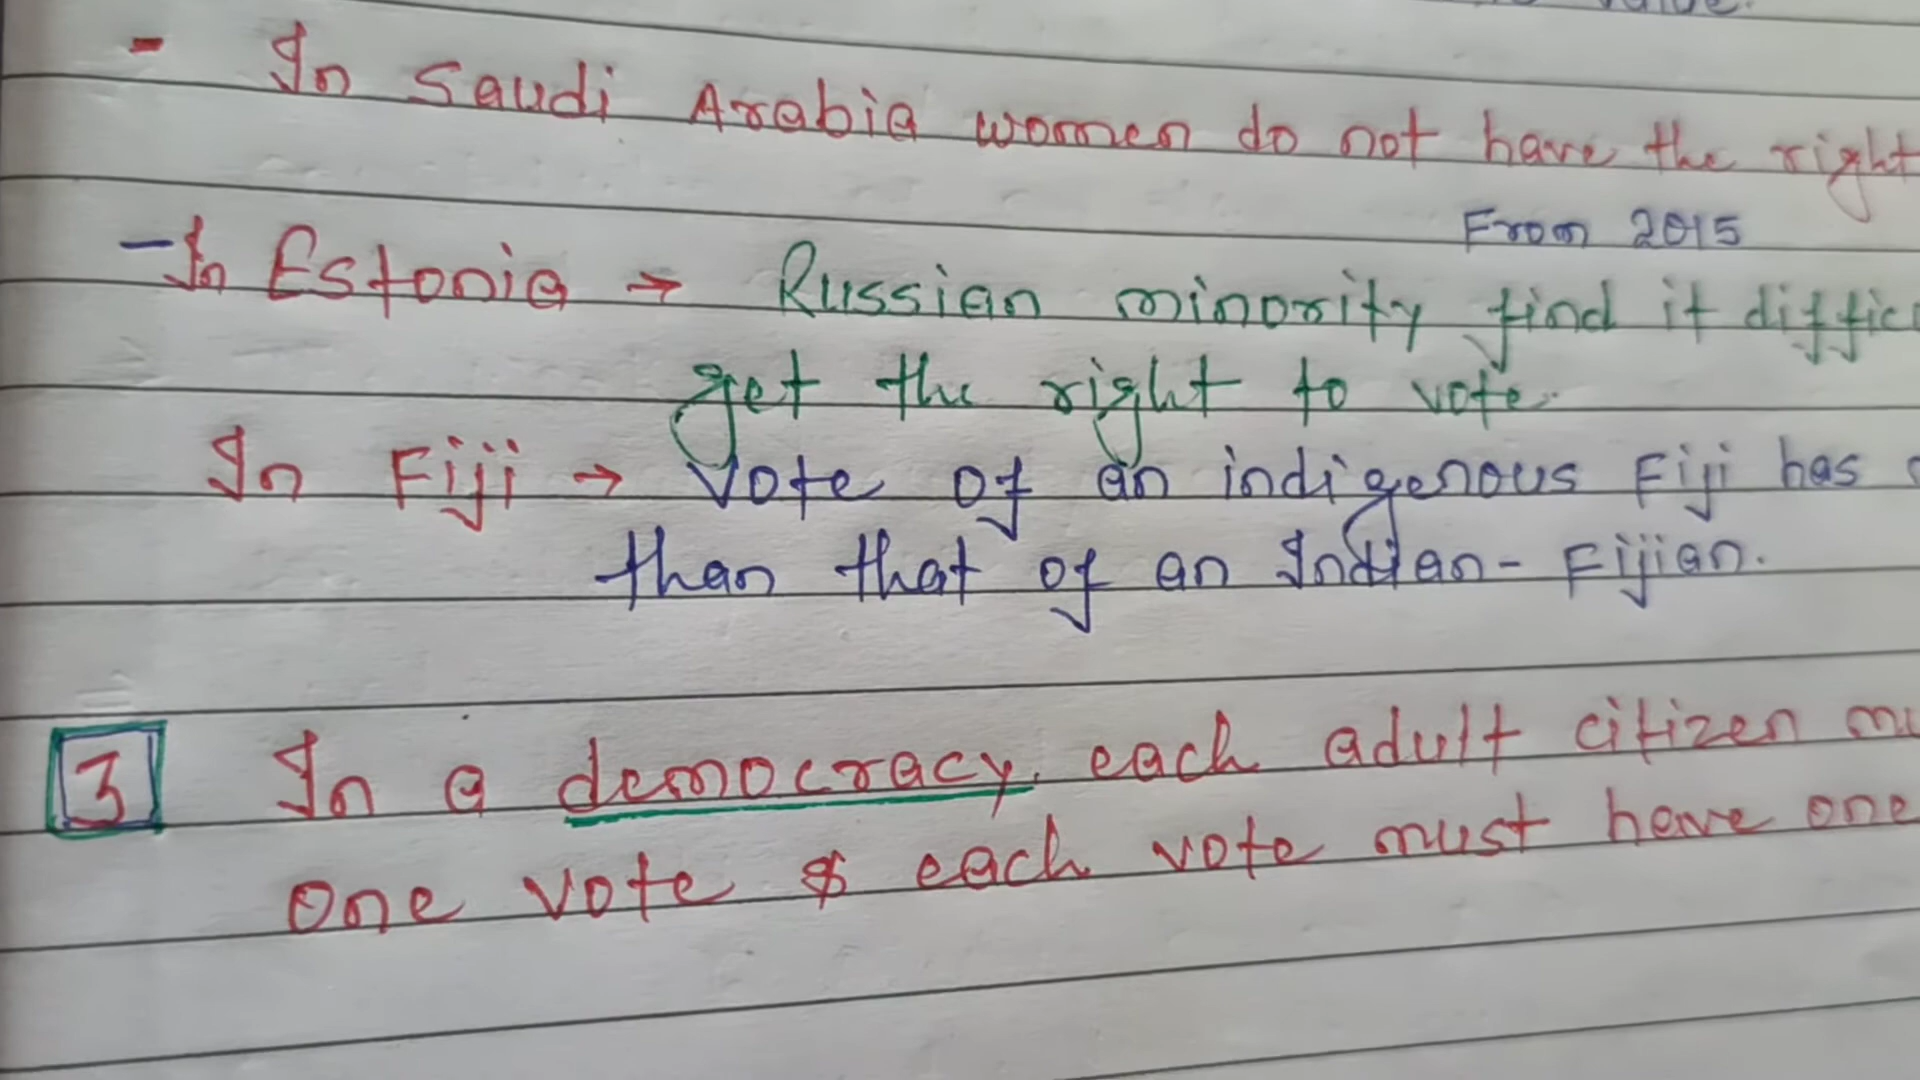 value.
- In Saudi Arabia women do not have the right
From 2015
- In Estonia → Russian minority find it
get the right to vote.
In Fiji → Vote of an indigenous Fiji has
than that of an Indian - Fijian.
3 In a democracy, each adult citizen
one vote & each vote must have one